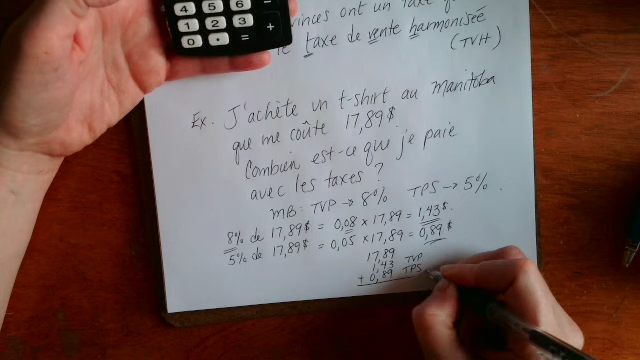 4 5 6 −
1 2 3
0 . = +
vinces ont un taxe
le taxe de vente harmonisée
(TVH)
Ex. J'achète un t-shirt au manitoba
que me coûte 17,89$
Combien est-ce que je paie
avec les taxes ?
MB: TVP → 8% TPS → 5%.
8% de 17,89$ = 0,08 x 17,89 = 1,43$.
5% de 17,89$ = 0,05 x 17,89 = 0,89$
17,89
1,43 TVP
+ 0,89 TPS